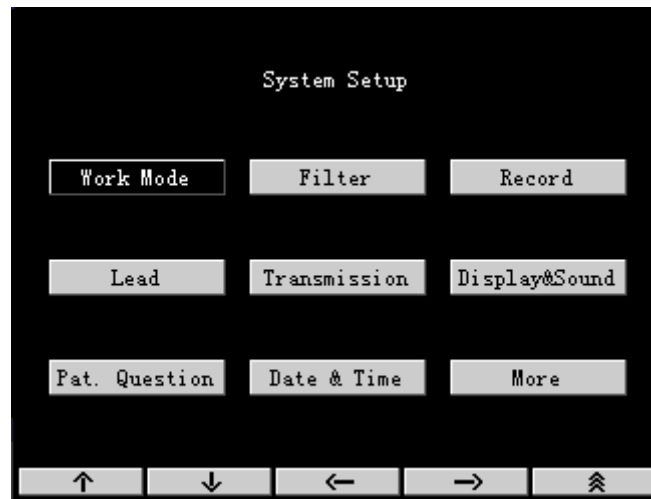 System Setup
Work Mode Filter Record
Lead Transmission Display&Sound
Pat. Question Date & Time More